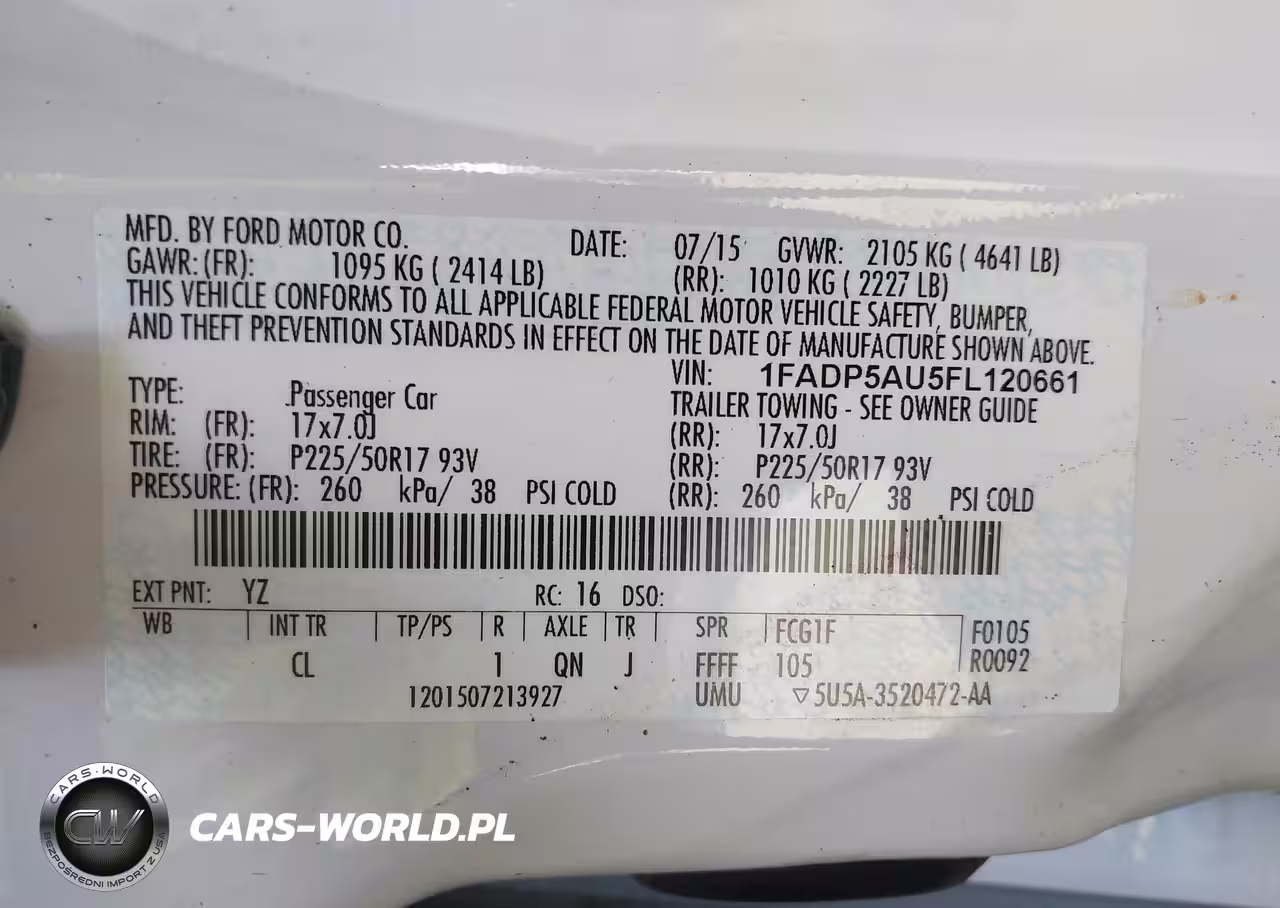 MFD. BY FORD MOTOR CO. DATE: 07/15 GVWR: 2105 KG ( 4641 LB)
GAWR: (FR): 1095 KG ( 2414 LB) (RR): 1010 KG ( 2227 LB)
THIS VEHICLE CONFORMS TO ALL APPLICABLE FEDERAL MOTOR VEHICLE SAFETY, BUMPER,
AND THEFT PREVENTION STANDARDS IN EFFECT ON THE DATE OF MANUFACTURE SHOWN ABOVE.
VIN: 1FADP5AU5FL120661
TYPE: Passenger Car TRAILER TOWING - SEE OWNER GUIDE
RIM: (FR): 17x7.0J (RR): 17x7.0J
TIRE: (FR): P225/50R17 93V (RR): P225/50R17 93V
PRESSURE: (FR): 260 kPa/ 38 PSI COLD (RR): 260 kPa/ 38 PSI COLD
EXT PNT: YZ RC: 16 DSO:
WB | INT TR | TP/PS | R | AXLE | TR | SPR | FCG1F | F0105
CL 1 QN J FFFF 105 | R0092
1201507213927 UMU ▽5U5A-3520472-AA
CARS-WORLD
CW
BEZPOŚREDNI IMPORT Z USA
CARS-WORLD.PL